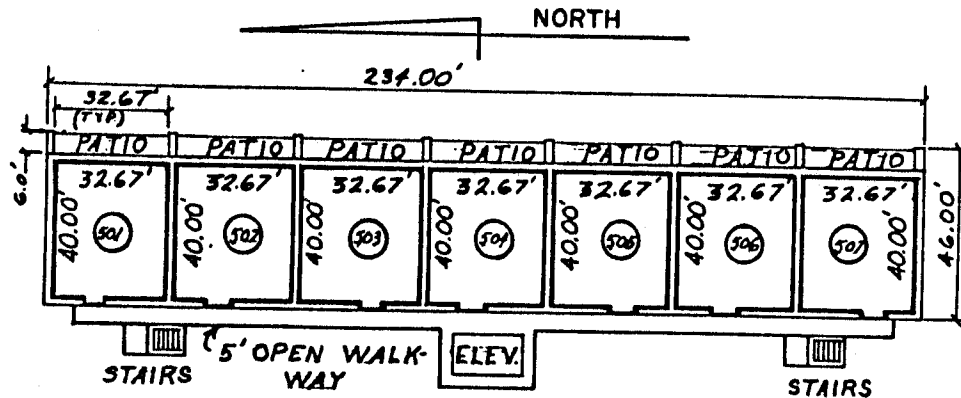 NORTH
234.00'
32.67'
(TYP.)
6.0'
PATIO PATIO PATIO PATIO PATIO PATIO PATIO
32.67' 32.67' 32.67' 32.67' 32.67' 32.67' 32.67'
40.00' 40.00' 40.00' 40.00' 40.00' 40.00' 40.00'
501 502 503 504 505 506 507
46.00'
STAIRS
5' OPEN WALK-
WAY
ELEV.
STAIRS